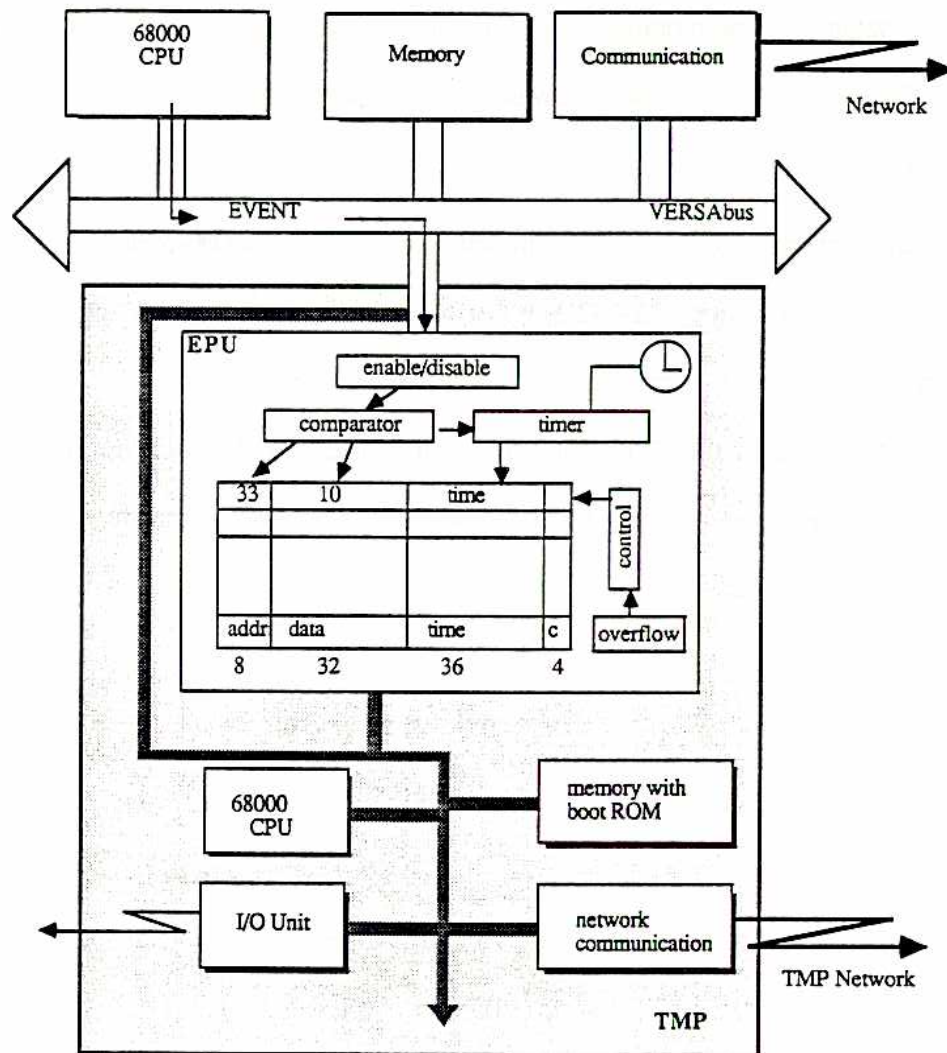 68000
CPU
Memory
Communication
Network
EVENT
VERSAbus
EPU
enable/disable
comparator
timer
33 10 time
control
addr data time c
overflow
8 32 36 4
68000
CPU
memory with
boot ROM
I/O Unit
network
communication
TMP Network
TMP